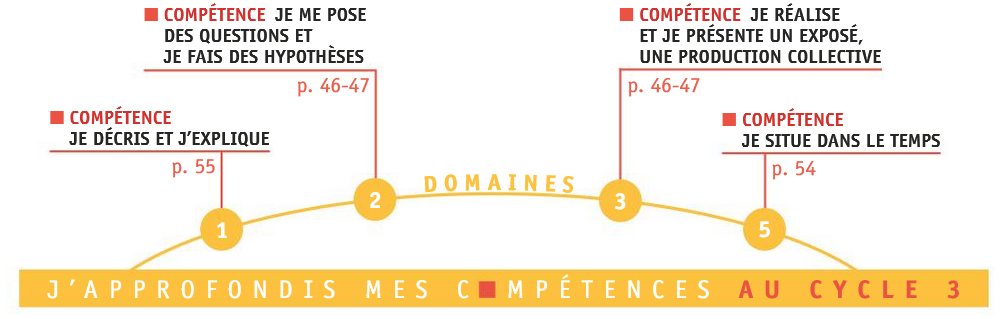 COMPÉTENCE JE ME POSE
DES QUESTIONS ET
JE FAIS DES HYPOTHÈSES
p. 46-47
COMPÉTENCE JE RÉALISE
ET JE PRÉSENTE UN EXPOSÉ,
UNE PRODUCTION COLLECTIVE
p. 46-47
COMPÉTENCE
JE DÉCRIS ET J'EXPLIQUE
p. 55
COMPÉTENCE
JE SITUE DANS LE TEMPS
p. 54
DOMAINES
1
2
3
5
J'APPROFONDIS MES C■MPÉTENCES AU CYCLE 3